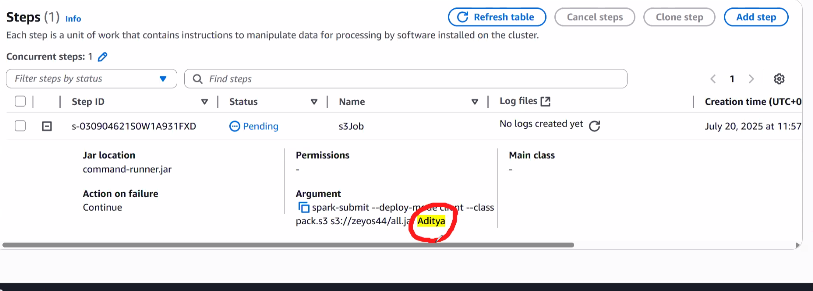 Steps (1) Info
Refresh table
Cancel steps
Clone step
Add step
Each step is a unit of work that contains instructions to manipulate data for processing by software installed on the cluster.
Concurrent steps: 1
Filter steps by status
Find steps
1
Step ID
Status
Name
Log files
Creation time (UTC+0
s-030904621S0W1A931FXD
Pending
s3Job
No logs created yet
July 20, 2025 at 11:57
Jar location
command-runner.jar
Permissions
-
Main class
-
Action on failure
Continue
Argument
spark-submit --deploy-mode client --class
pack.s3 s3://zeyos44/all.ja Aditya